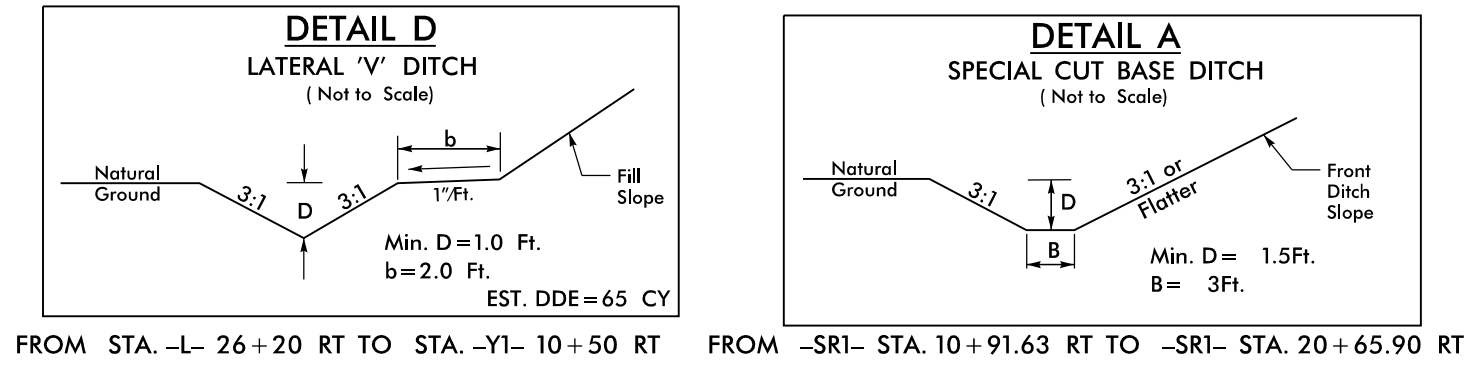 DETAIL D
LATERAL 'V' DITCH
( Not to Scale)
b
Natural
Ground
3:1
D
3:1
1"/Ft.
Fill
Slope
Min. D=1.0 Ft.
b=2.0 Ft.
EST. DDE=65 CY
FROM STA. -L- 26+20 RT TO STA. -Y1- 10+50 RT
DETAIL A
SPECIAL CUT BASE DITCH
( Not to Scale)
Natural
Ground
3:1
D
3:1 or
Flatter
Front
Ditch
Slope
B
Min. D= 1.5Ft.
B= 3Ft.
FROM -SR1- STA. 10+91.63 RT TO -SR1- STA. 20+65.90 RT